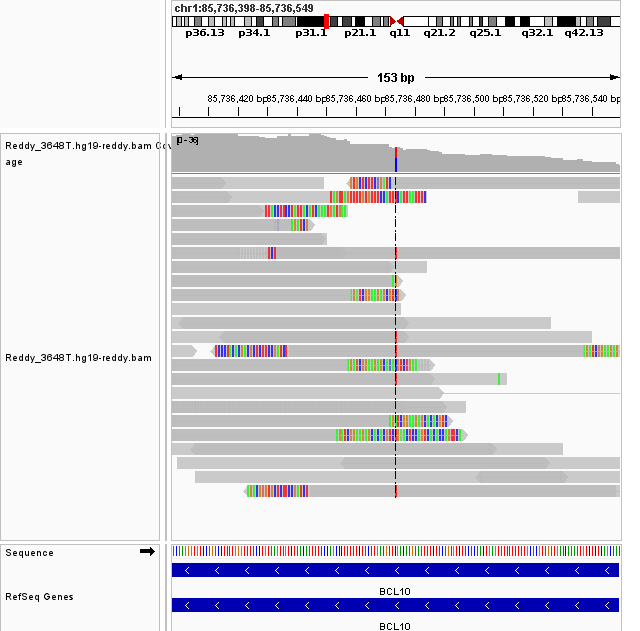 chr1:85,736,398-85,736,549
p36.13 p34.1 p31.1 p21.1 q11 q21.2 q25.1 q32.1 q42.13
153 bp
85,736,420 bp 85,736,440 bp 85,736,460 bp 85,736,480 bp 85,736,500 bp 85,736,520 bp 85,736,540 bp
Reddy_3648T.hg19-reddy.bam Cov
age
[0-36]
Reddy_3648T.hg19-reddy.bam
Sequence
BCL10
RefSeq Genes
BCL10